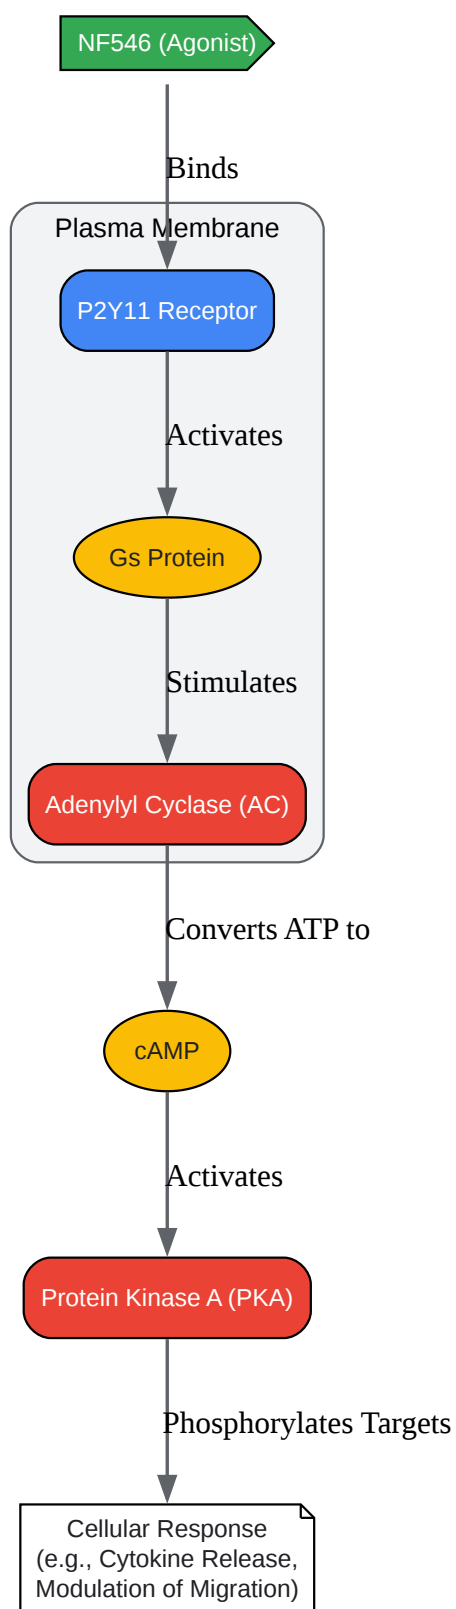 NF546 (Agonist)
Binds
Plasma Membrane
P2Y11 Receptor
Activates
Gs Protein
Stimulates
Adenylyl Cyclase (AC)
Converts ATP to
cAMP
Activates
Protein Kinase A (PKA)
Phosphorylates Targets
Cellular Response
(e.g., Cytokine Release,
Modulation of Migration)